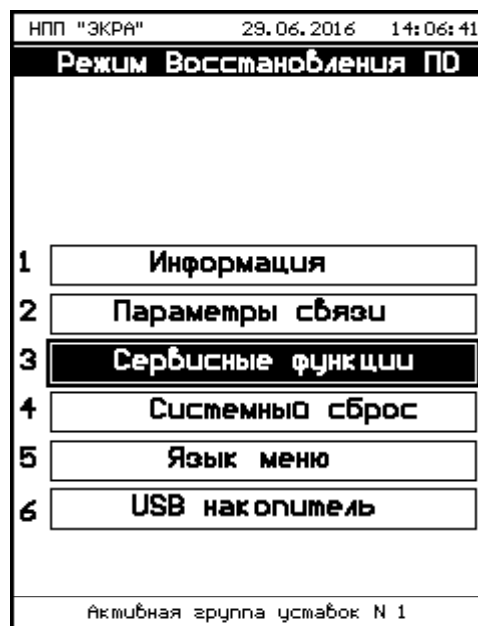 НПП "ЭКРА" 29.06.2016 14:06:41
Режим Восстановления ПО
1 Информация
2 Параметры связи
3 Сервисные функции
4 Системный сброс
5 Язык меню
6 USB накопитель
Активная группа уставок N 1